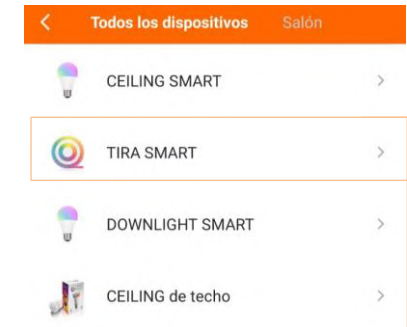 Todos los dispositivos Salón
CEILING SMART
TIRA SMART
DOWNLIGHT SMART
CEILING de techo